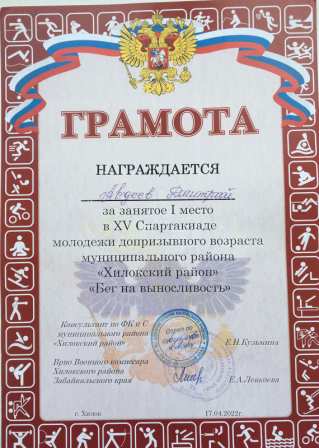 ГРАМОТА
НАГРАЖДАЕТСЯ
Авдеев Дмитрий
за занятое I место
в XV Спартакиаде
молодежи допризывного возраста
муниципального района
«Хилокский район»
«Бег на выносливость»
Консультант по ФК и С
муниципального района
«Хилокский район»
Е.Н.Кузьмина
Врио Военного комиссара
Хилокского района
Забайкальского края
Е.А.Левкоева
г. Хилок
17.04.2022г.